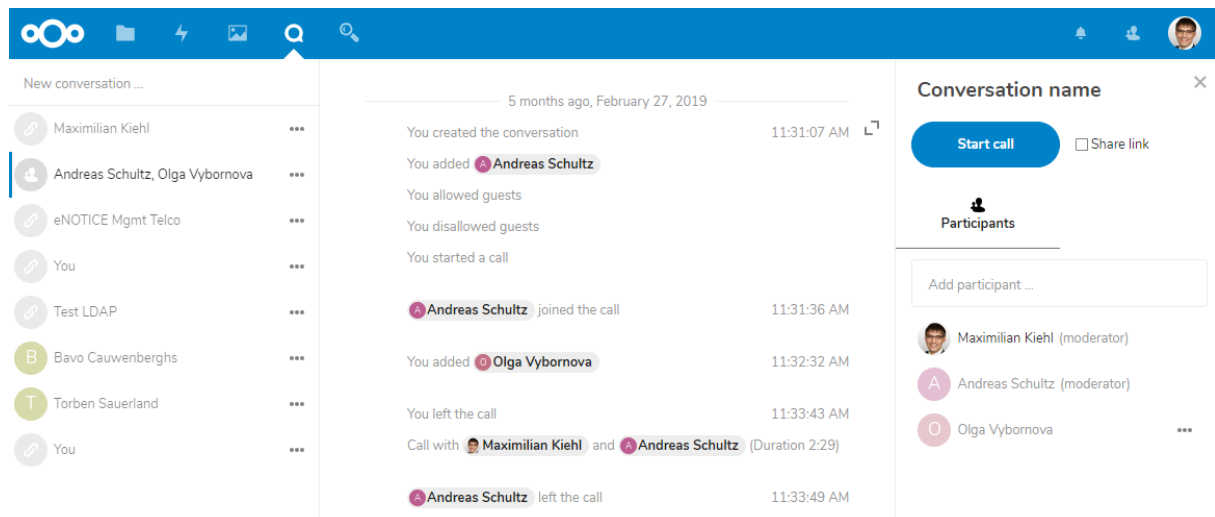 New conversation ...
Maximilian Kiehl
Andreas Schultz, Olga Vybornova
eNOTICE Mgmt Telco
You
Test LDAP
B Bavo Cauwenberghs
T Torben Sauerland
You
5 months ago, February 27, 2019
You created the conversation 11:31:07 AM
You added A Andreas Schultz
You allowed guests
You disallowed guests
You started a call
A Andreas Schultz joined the call 11:31:36 AM
You added O Olga Vybornova 11:32:32 AM
You left the call 11:33:43 AM
Call with Maximilian Kiehl and A Andreas Schultz (Duration 2:29)
A Andreas Schultz left the call 11:33:49 AM
Conversation name
Start call Share link
Participants
Add participant ...
Maximilian Kiehl (moderator)
A Andreas Schultz (moderator)
O Olga Vybornova